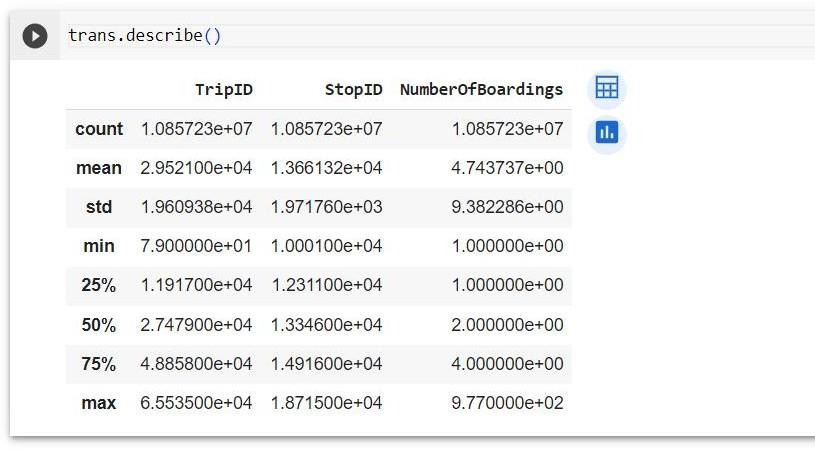 trans.describe()
TripID StopID NumberOfBoardings
count 1.085723e+07 1.085723e+07 1.085723e+07
mean 2.952100e+04 1.366132e+04 4.743737e+00
std 1.960938e+04 1.971760e+03 9.382286e+00
min 7.900000e+01 1.000100e+04 1.000000e+00
25% 1.191700e+04 1.231100e+04 1.000000e+00
50% 2.747900e+04 1.334600e+04 2.000000e+00
75% 4.885800e+04 1.491600e+04 4.000000e+00
max 6.553500e+04 1.871500e+04 9.770000e+02